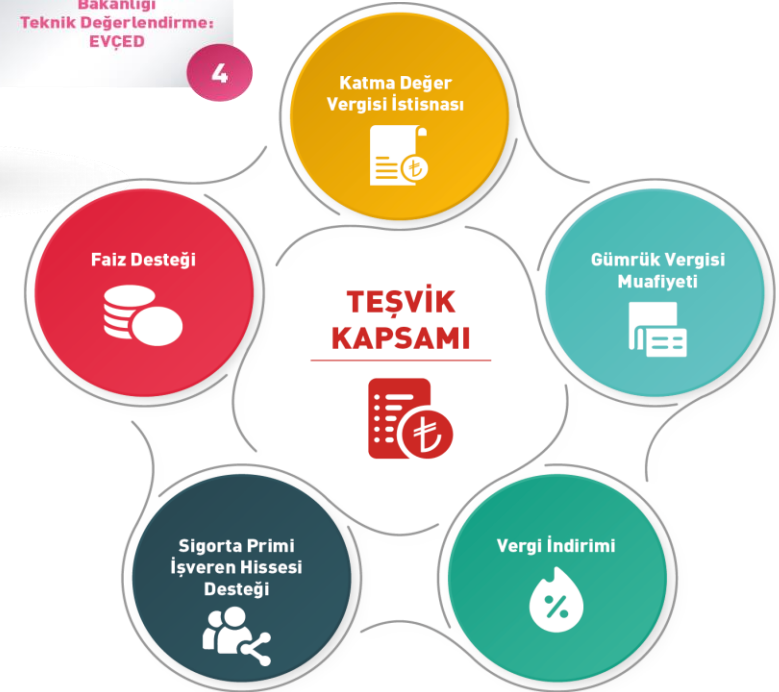 Bakanlığı
Teknik Değerlendirme:
EVÇED
4
Katma Değer
Vergisi İstisnası
Faiz Desteği
Gümrük Vergisi
Muafiyeti
TEŞVİK
KAPSAMI
Sigorta Primi
İşveren Hissesi
Desteği
Vergi İndirimi
%